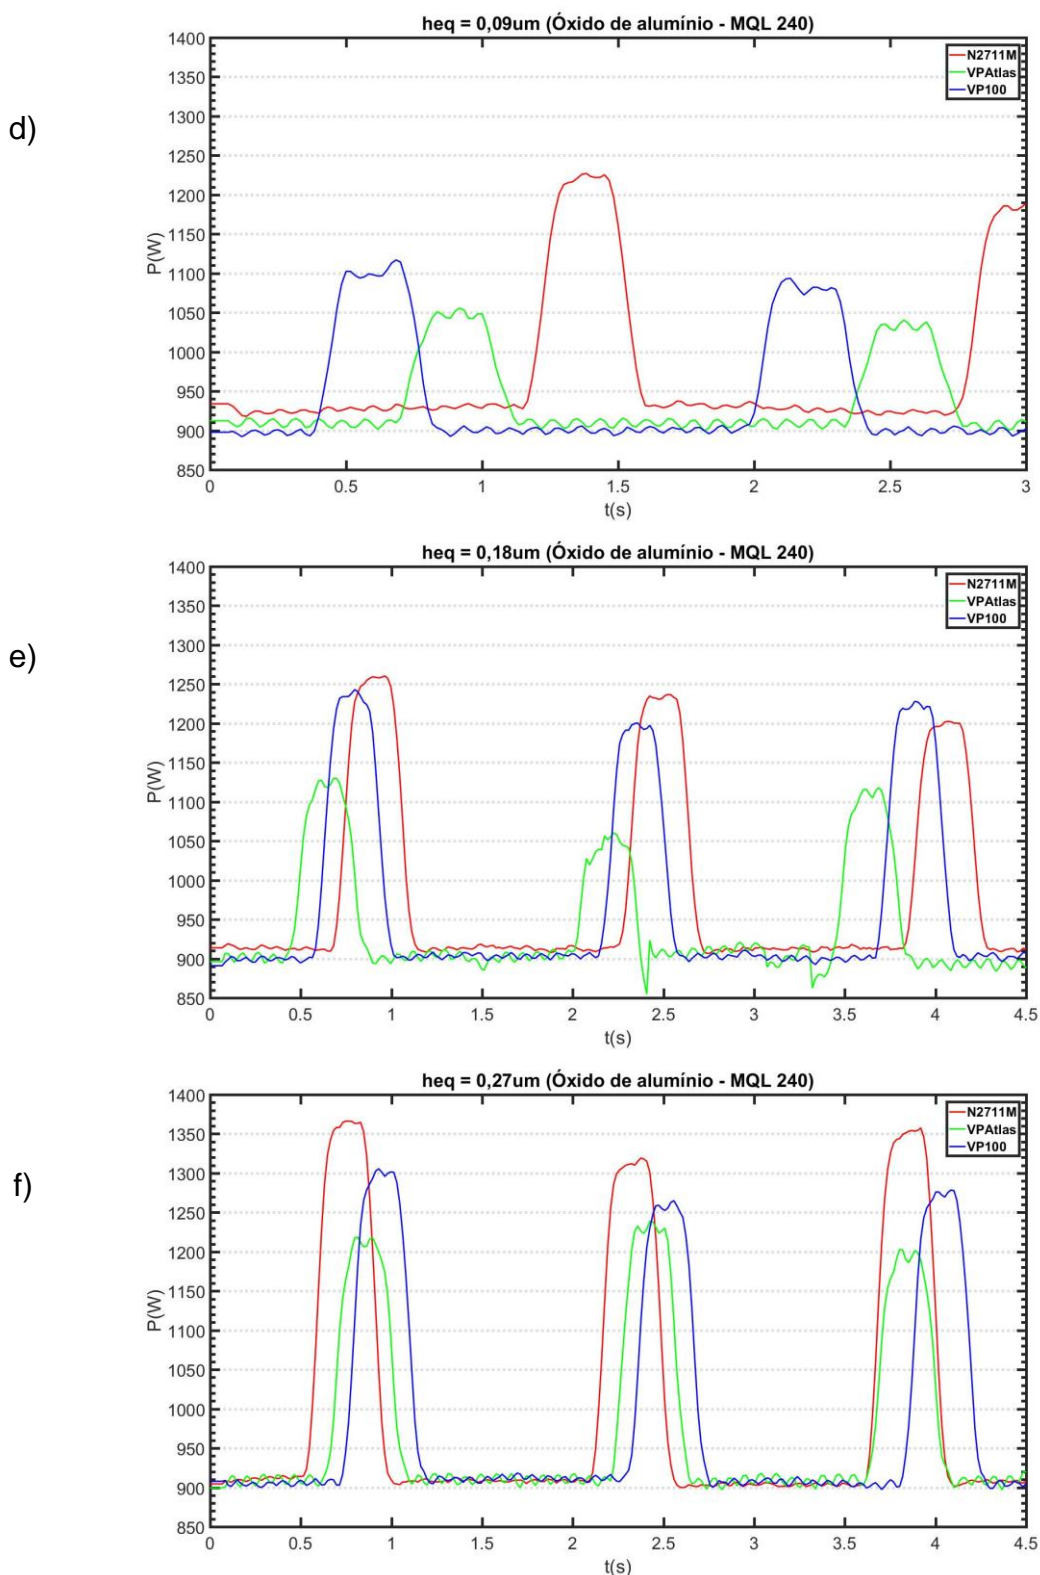 d)
heq = 0,09um (Óxido de alumínio - MQL 240)
1400
1350
1300
1250
1200
1150
1100
1050
1000
950
900
850
P(W)
N2711M
VPAtlas
VP100
0 0.5 1 1.5 2 2.5 3
t(s)
e)
heq = 0,18um (Óxido de alumínio - MQL 240)
1400
1350
1300
1250
1200
1150
1100
1050
1000
950
900
850
P(W)
N2711M
VPAtlas
VP100
0 0.5 1 1.5 2 2.5 3 3.5 4 4.5
t(s)
f)
heq = 0,27um (Óxido de alumínio - MQL 240)
1400
1350
1300
1250
1200
1150
1100
1050
1000
950
900
850
P(W)
N2711M
VPAtlas
VP100
0 0.5 1 1.5 2 2.5 3 3.5 4 4.5
t(s)